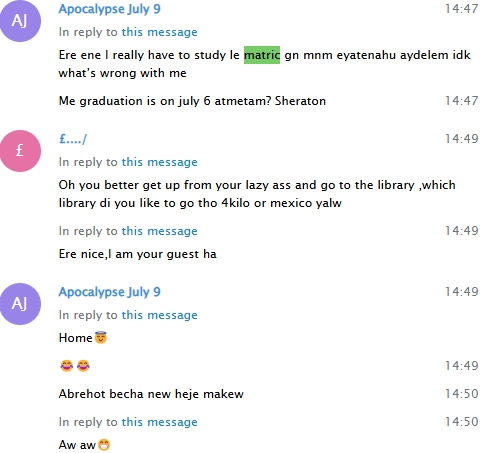 AJ
Apocalypse July 9
14:47
In reply to this message
Ere ene I really have to study le matric gn mnm eyatenahu aydelem idk
what's wrong with me
Me graduation is on july 6 atmetam? Sheraton
14:47
£
£..../
14:49
In reply to this message
Oh you better get up from your lazy ass and go to the library ,which
library di you like to go tho 4kilo or mexico yalw
In reply to this message
14:49
Ere nice,I am your guest ha
AJ
Apocalypse July 9
14:49
In reply to this message
Home😇
😂😂
14:49
Abrehot becha new heje makew
14:50
In reply to this message
14:50
Aw aw😁